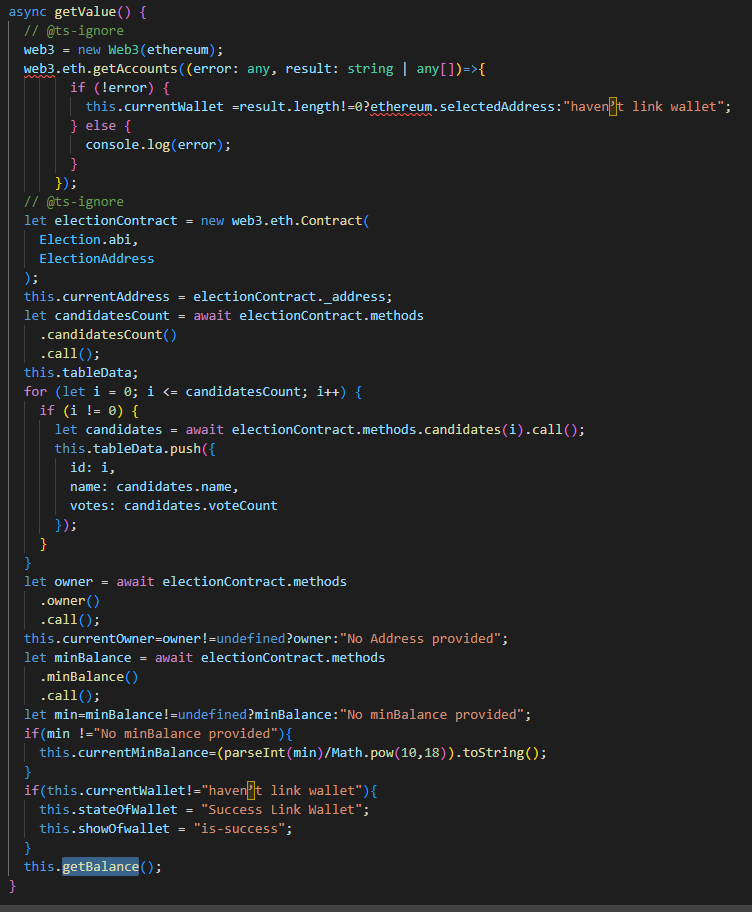 async getValue() {
  // @ts-ignore
  web3 = new Web3(ethereum);
  web3.eth.getAccounts((error: any, result: string | any[])=>{
        if (!error) {
          this.currentWallet =result.length!=0?ethereum.selectedAddress:"haven’t link wallet";
        } else {
          console.log(error);
        }
      });
  // @ts-ignore
  let electionContract = new web3.eth.Contract(
    Election.abi,
    ElectionAddress
  );
  this.currentAddress = electionContract._address;
  let candidatesCount = await electionContract.methods
    .candidatesCount()
    .call();
  this.tableData;
  for (let i = 0; i <= candidatesCount; i++) {
    if (i != 0) {
      let candidates = await electionContract.methods.candidates(i).call();
      this.tableData.push({
        id: i,
        name: candidates.name,
        votes: candidates.voteCount
      });
    }
  }
  let owner = await electionContract.methods
    .owner()
    .call();
  this.currentOwner=owner!=undefined?owner:"No Address provided";
  let minBalance = await electionContract.methods
    .minBalance()
    .call();
  let min=minBalance!=undefined?minBalance:"No minBalance provided";
  if(min !="No minBalance provided"){
    this.currentMinBalance=(parseInt(min)/Math.pow(10,18)).toString();
  }
  if(this.currentWallet!="haven’t link wallet"){
    this.stateOfWallet = "Success Link Wallet";
    this.showOfwallet = "is-success";
  }
  this.getBalance();
}